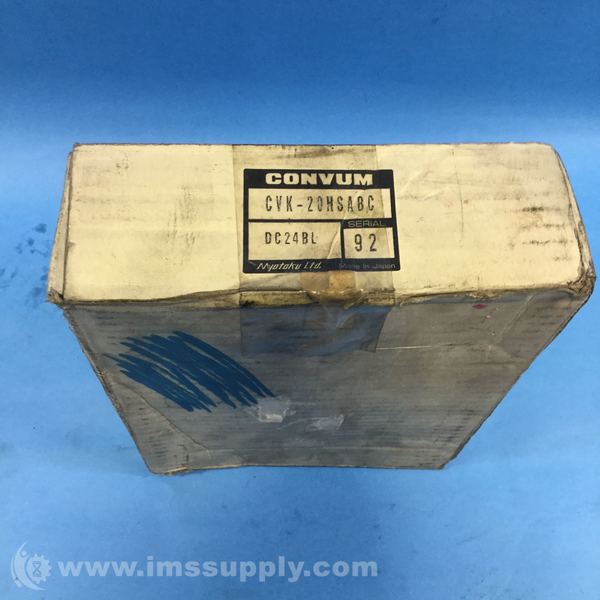 CONVUM
CVK-20HSABC
DC24BL
SERIAL
92
Myotoku Ltd. Made In Japan
www.imssupply.com